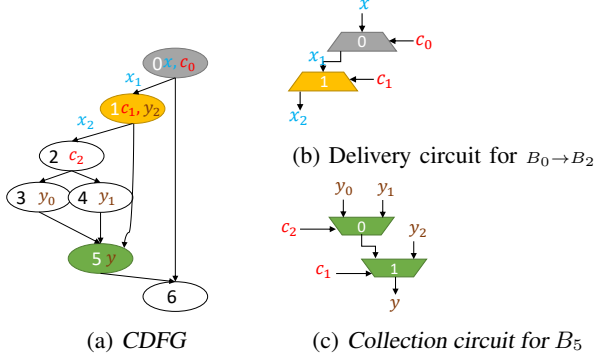 0 x, c₀
x₁
1 c₁, y₂
x₂
2 c₂
3 y₀
4 y₁
5 y
6
(a) CDFG
x
0
c₀
x₁
1
c₁
x₂
(b) Delivery circuit for B₀→B₂
y₀ y₁
c₂ 0
y₂
c₁ 1
y
(c) Collection circuit for B₅